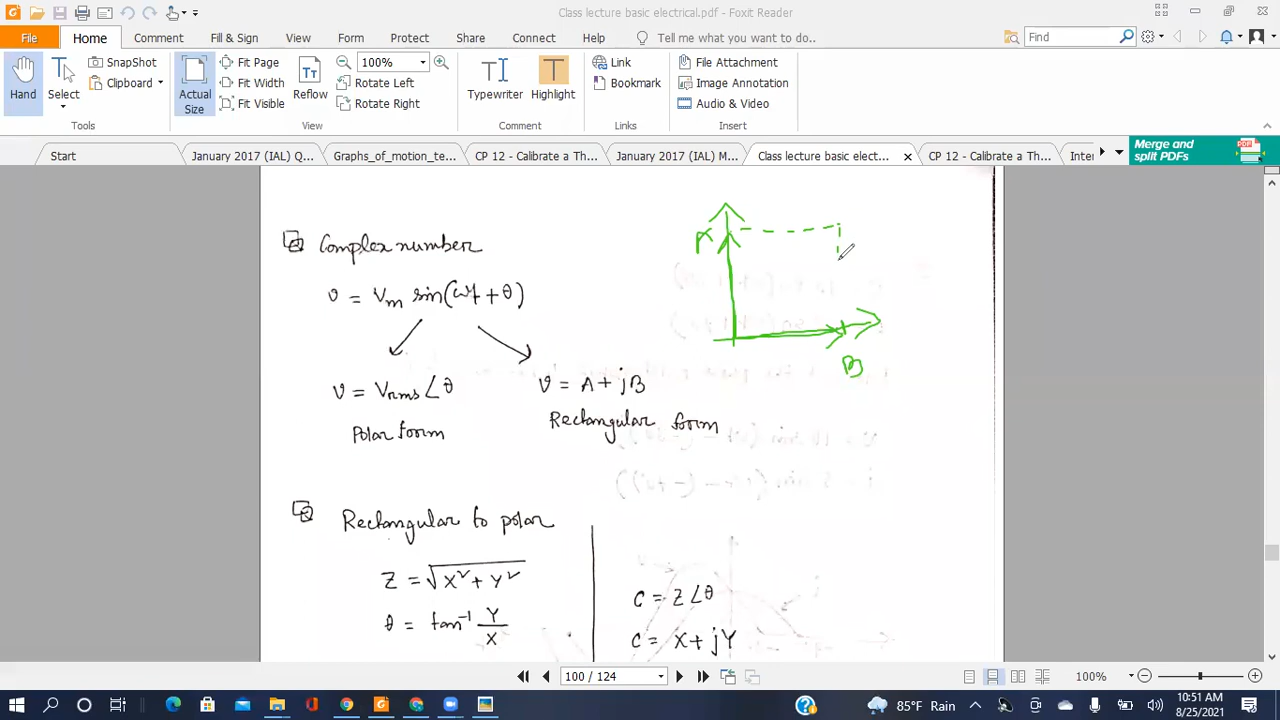 Class lecture basic electrical.pdf - Foxit Reader
File Home Comment Fill & Sign View Form Protect Share Connect Help Tell me what you want to do.. Find
Hand
Select
SnapShot
Clipboard
Actual Size
Fit Page
Fit Width
Fit Visible
Reflow
100%
Rotate Left
Rotate Right
Typewriter
Highlight
Link
Bookmark
File Attachment
Image Annotation
Audio & Video
Tools View Comment Links Insert
Start January 2017 (IAL) Q... Graphs_of_motion_te... CP 12 - Calibrate a Th... January 2017 (IAL) M... Class lecture basic elect... CP 12 - Calibrate a Th... Inter
Merge and split PDFs
PDF
Complex number
v = Vm sin(ωt + θ)
v = Vrms ∠θ
Polar form
v = A + jB
Rectangular form
A
B
Rectangular to polar
Z = √X² + Y²
θ = tan⁻¹ Y/X
C = Z∠θ
C = X + jY
100 / 124
100%
85°F Rain
10:51 AM
8/25/2021